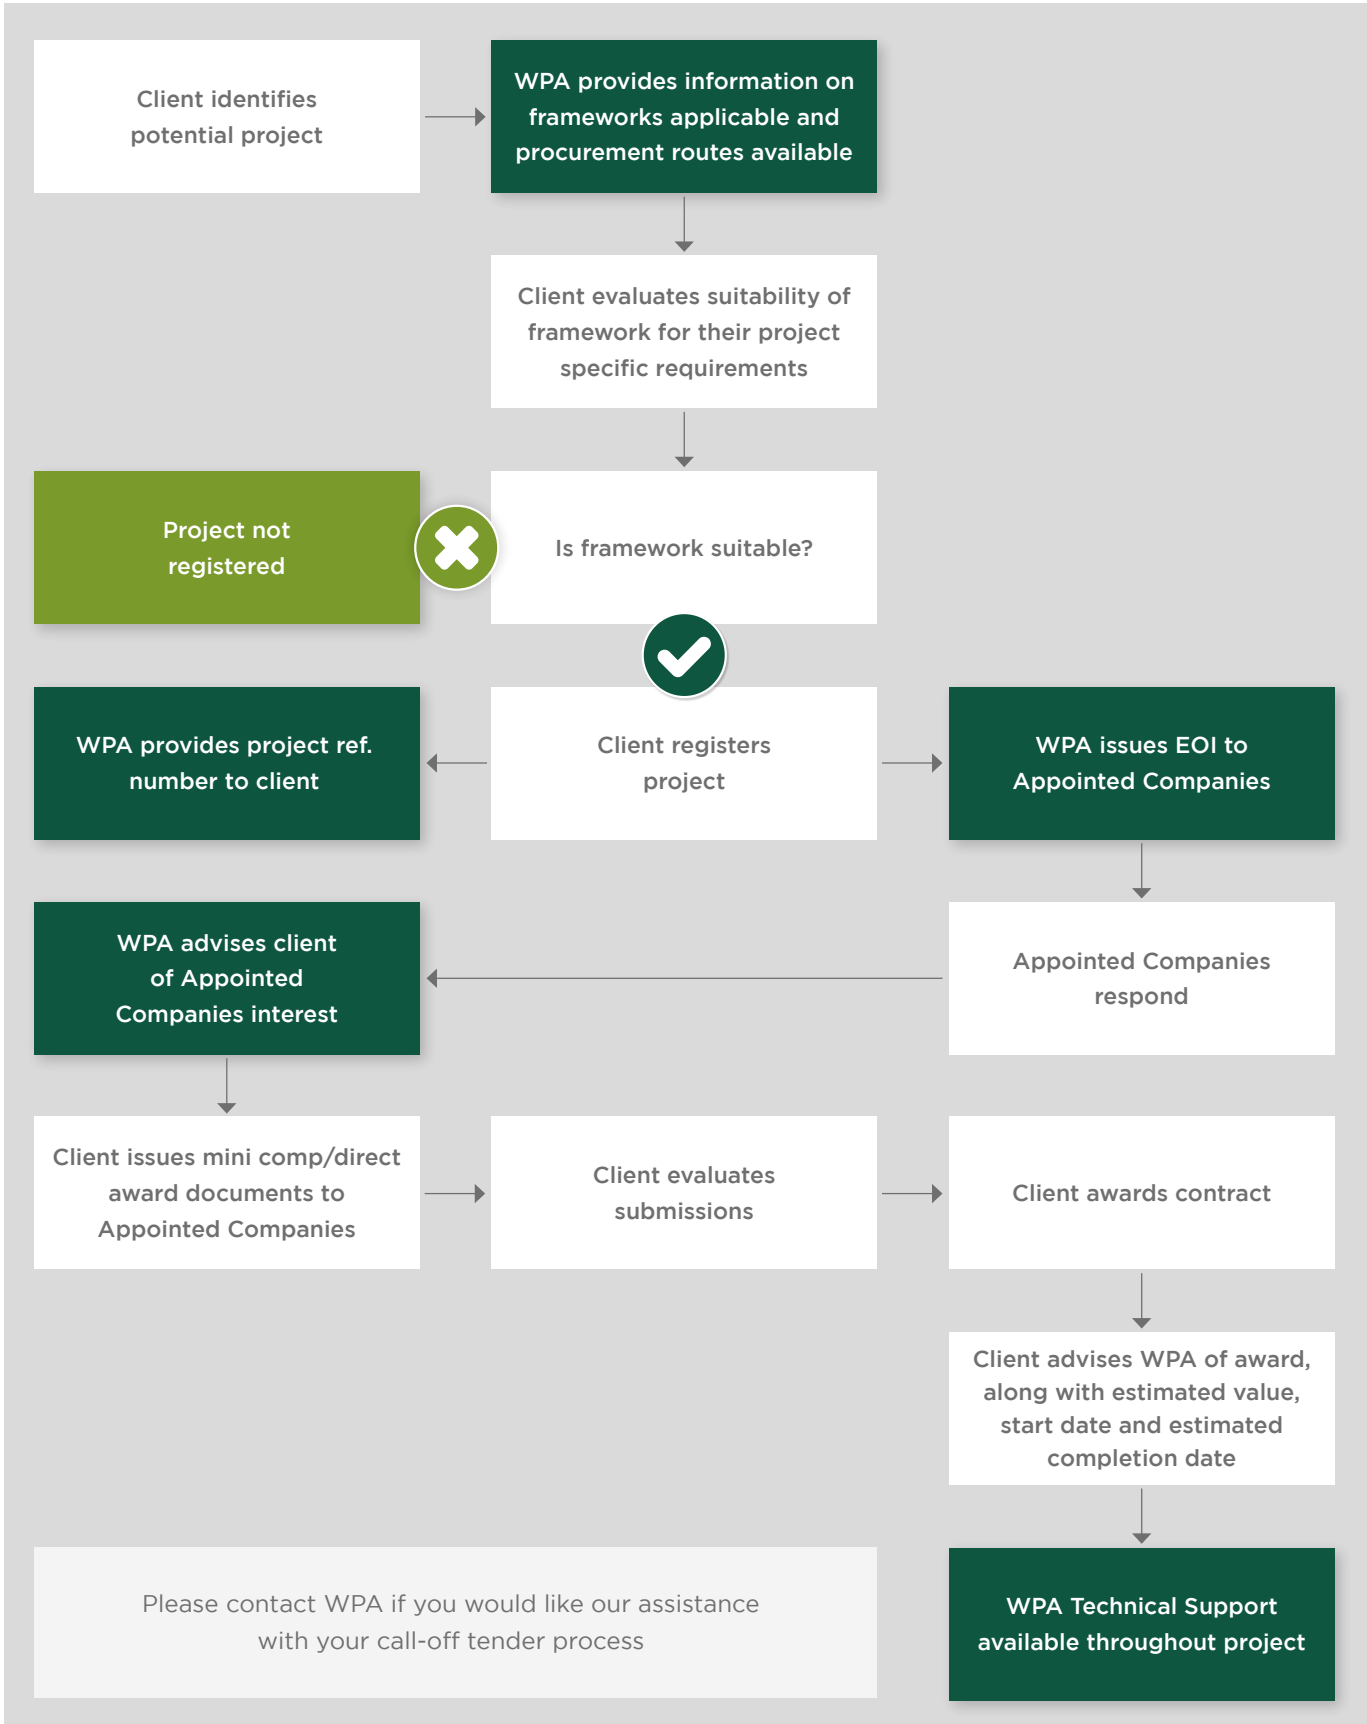 Client identifies
potential project
WPA provides information on
frameworks applicable and
procurement routes available
Client evaluates suitability of
framework for their project
specific requirements
Project not
registered
Is framework suitable?
WPA provides project ref.
number to client
Client registers
project
WPA issues EOI to
Appointed Companies
WPA advises client
of Appointed
Companies interest
Appointed Companies
respond
Client issues mini comp/direct
award documents to
Appointed Companies
Client evaluates
submissions
Client awards contract
Client advises WPA of award,
along with estimated value,
start date and estimated
completion date
Please contact WPA if you would like our assistance
with your call-off tender process
WPA Technical Support
available throughout project